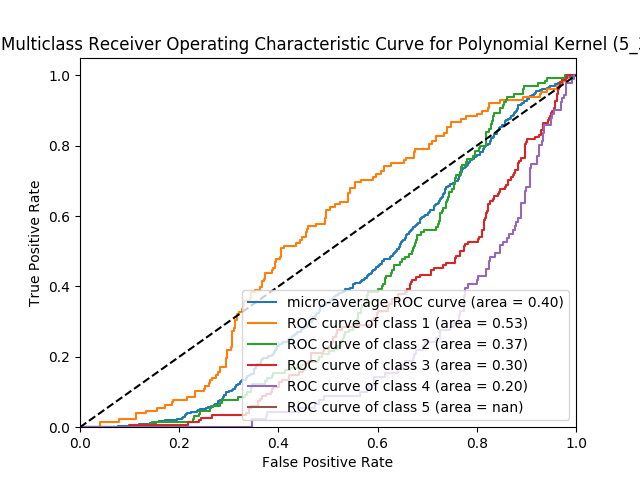 Multiclass Receiver Operating Characteristic Curve for Polynomial Kernel
1.0
0.8
0.6
0.4
0.2
0.0
True Positive Rate
micro-average ROC curve (area = 0.40)
ROC curve of class 1 (area = 0.53)
ROC curve of class 2 (area = 0.37)
ROC curve of class 3 (area = 0.30)
ROC curve of class 4 (area = 0.20)
ROC curve of class 5 (area = nan)
0.0 0.2 0.4 0.6 0.8 1.0
False Positive Rate